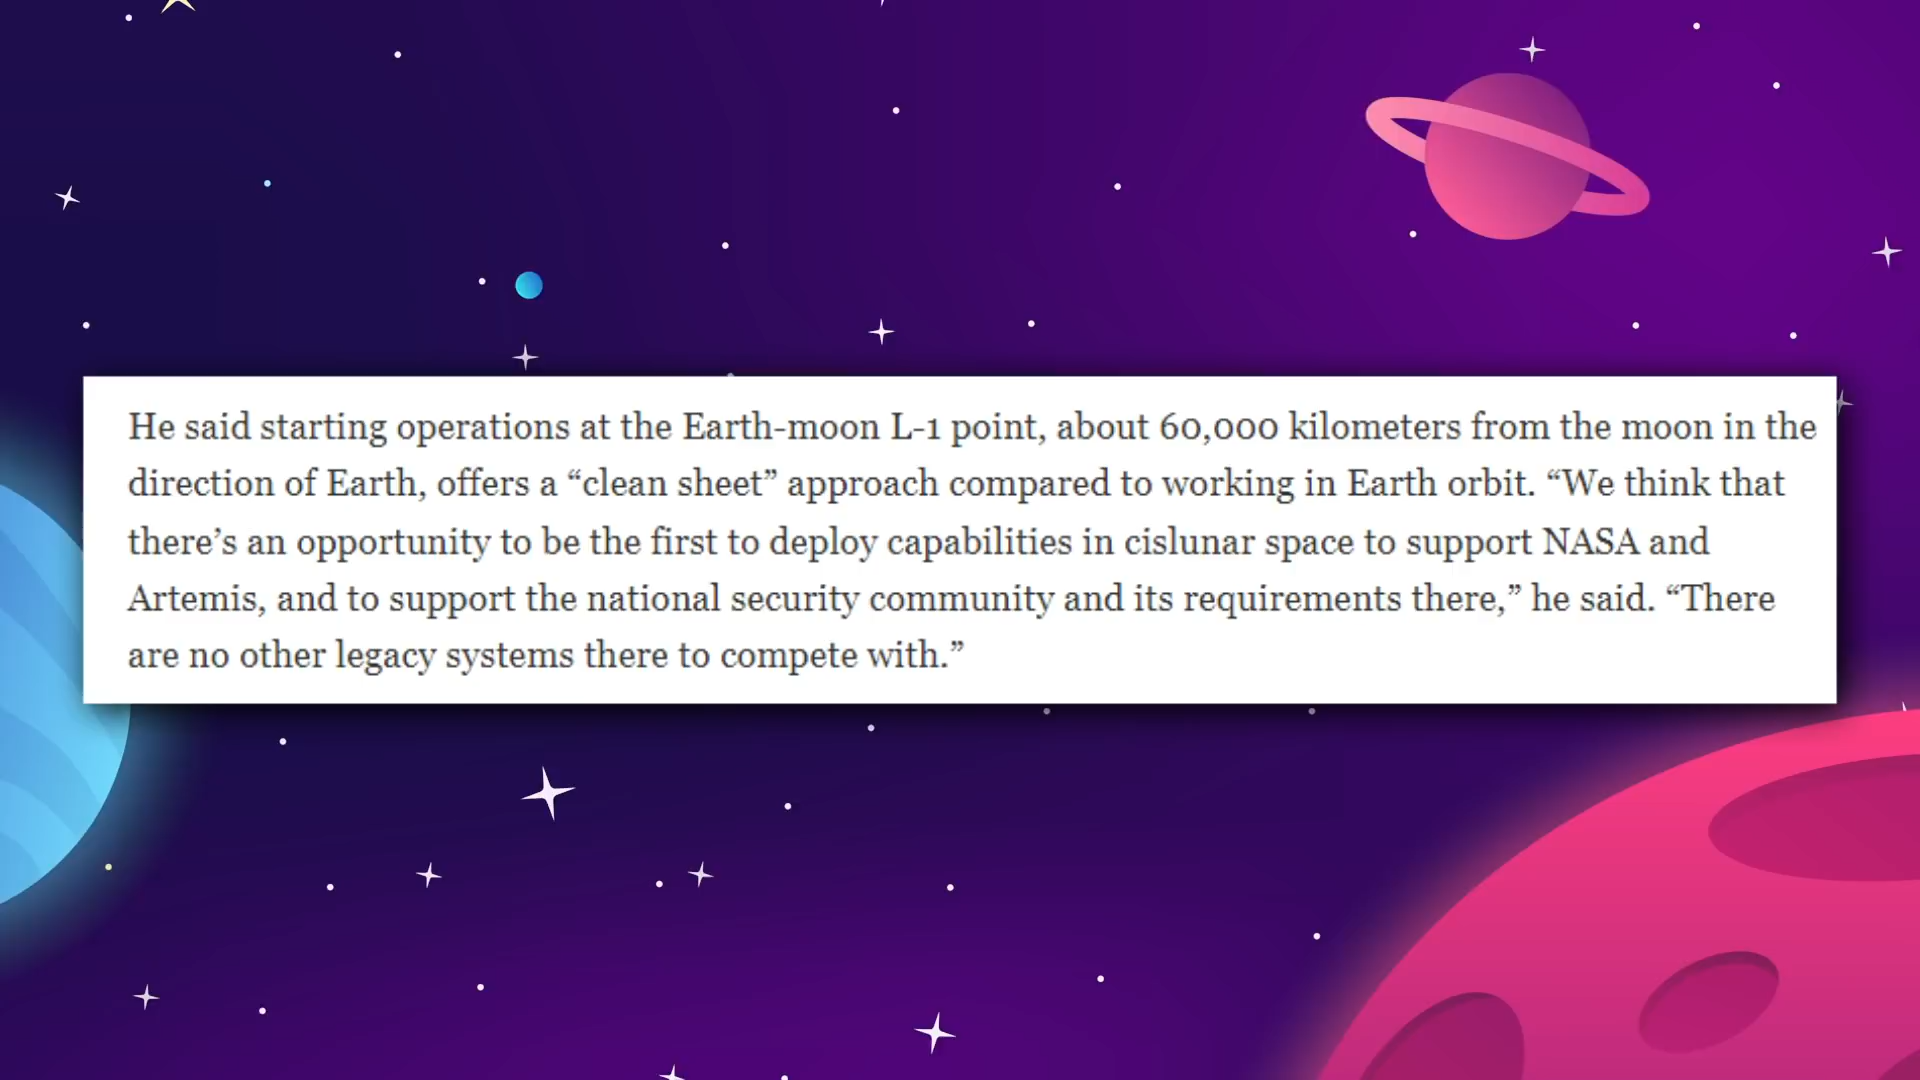 He said starting operations at the Earth-moon L-1 point, about 60,000 kilometers from the moon in the
direction of Earth, offers a “clean sheet” approach compared to working in Earth orbit. “We think that
there’s an opportunity to be the first to deploy capabilities in cislunar space to support NASA and
Artemis, and to support the national security community and its requirements there,” he said. “There
are no other legacy systems there to compete with.”